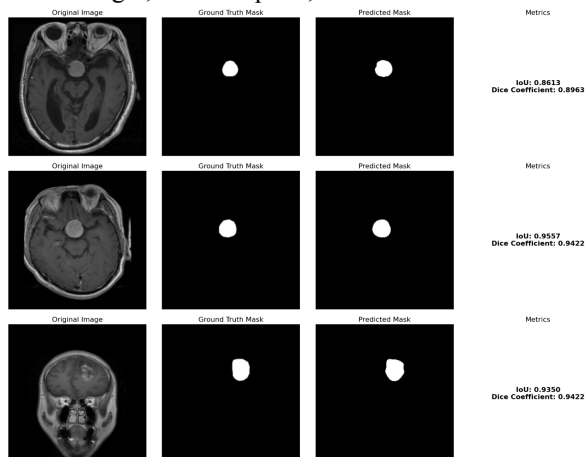 Original Image Ground Truth Mask Predicted Mask Metrics
IoU: 0.8613
Dice Coefficient: 0.8963
Original Image Ground Truth Mask Predicted Mask Metrics
IoU: 0.9557
Dice Coefficient: 0.9422
Original Image Ground Truth Mask Predicted Mask Metrics
IoU: 0.9350
Dice Coefficient: 0.9422